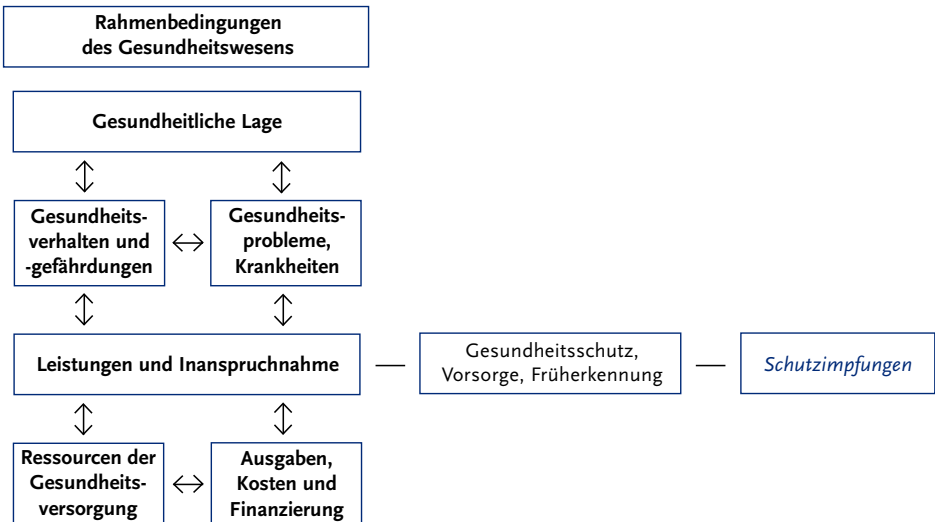 Rahmenbedingungen
des Gesundheitswesens
Gesundheitliche Lage
Gesundheits-
verhalten und
-gefährdungen
Gesundheits-
probleme,
Krankheiten
Leistungen und Inanspruchnahme
Gesundheitsschutz,
Vorsorge, Früherkennung
Schutzimpfungen
Ressourcen der
Gesundheits-
versorgung
Ausgaben,
Kosten und
Finanzierung